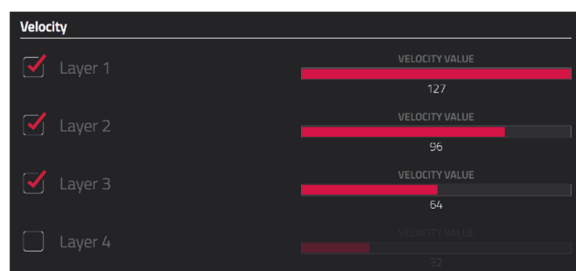 Velocity
Layer 1
VELOCITY VALUE
127
Layer 2
VELOCITY VALUE
96
Layer 3
VELOCITY VALUE
64
Layer 4
VELOCITY VALUE
32